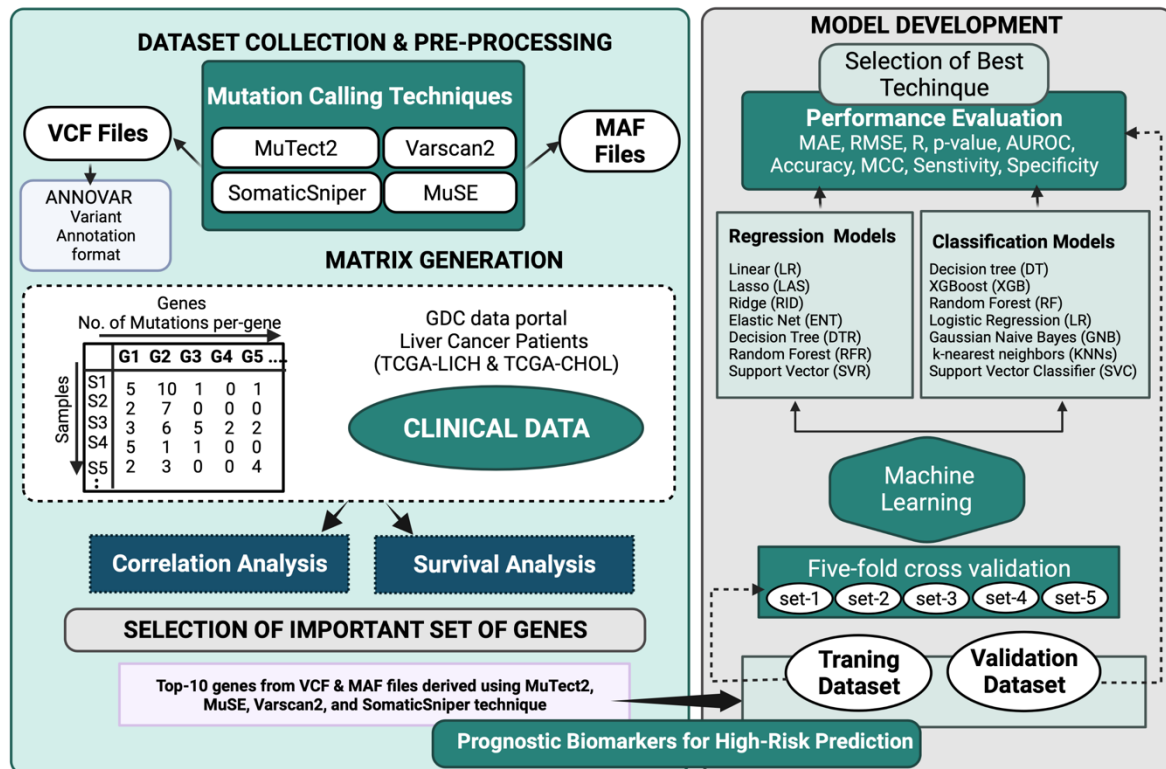 DATASET COLLECTION & PRE-PROCESSING
Mutation Calling Techniques
MuTect2
Varscan2
SomaticSniper
MuSE
VCF Files
MAF
Files
ANNOVAR
Variant
Annotation
format
MATRIX GENERATION
Genes
No. of Mutations per-gene
Samples
G1 G2 G3 G4 G5 ....
S1 5 10 1 0 1
S2 2 7 0 0 0
S3 3 6 5 2 2
S4 5 1 1 0 0
S5 2 3 0 0 4
:
GDC data portal
Liver Cancer Patients
(TCGA-LICH & TCGA-CHOL)
CLINICAL DATA
Correlation Analysis
Survival Analysis
SELECTION OF IMPORTANT SET OF GENES
Top-10 genes from VCF & MAF files derived using MuTect2,
MuSE, Varscan2, and SomaticSniper technique
MODEL DEVELOPMENT
Selection of Best
Techinque
Performance Evaluation
MAE, RMSE, R, p-value, AUROC,
Accuracy, MCC, Senstivity, Specificity
Regression Models
Linear (LR)
Lasso (LAS)
Ridge (RID)
Elastic Net (ENT)
Decision Tree (DTR)
Random Forest (RFR)
Support Vector (SVR)
Classification Models
Decision tree (DT)
XGBoost (XGB)
Random Forest (RF)
Logistic Regression (LR)
Gaussian Naive Bayes (GNB)
k-nearest neighbors (KNNs)
Support Vector Classifier (SVC)
Machine
Learning
Five-fold cross validation
set-1 set-2 set-3 set-4 set-5
Traning
Dataset
Validation
Dataset
Prognostic Biomarkers for High-Risk Prediction